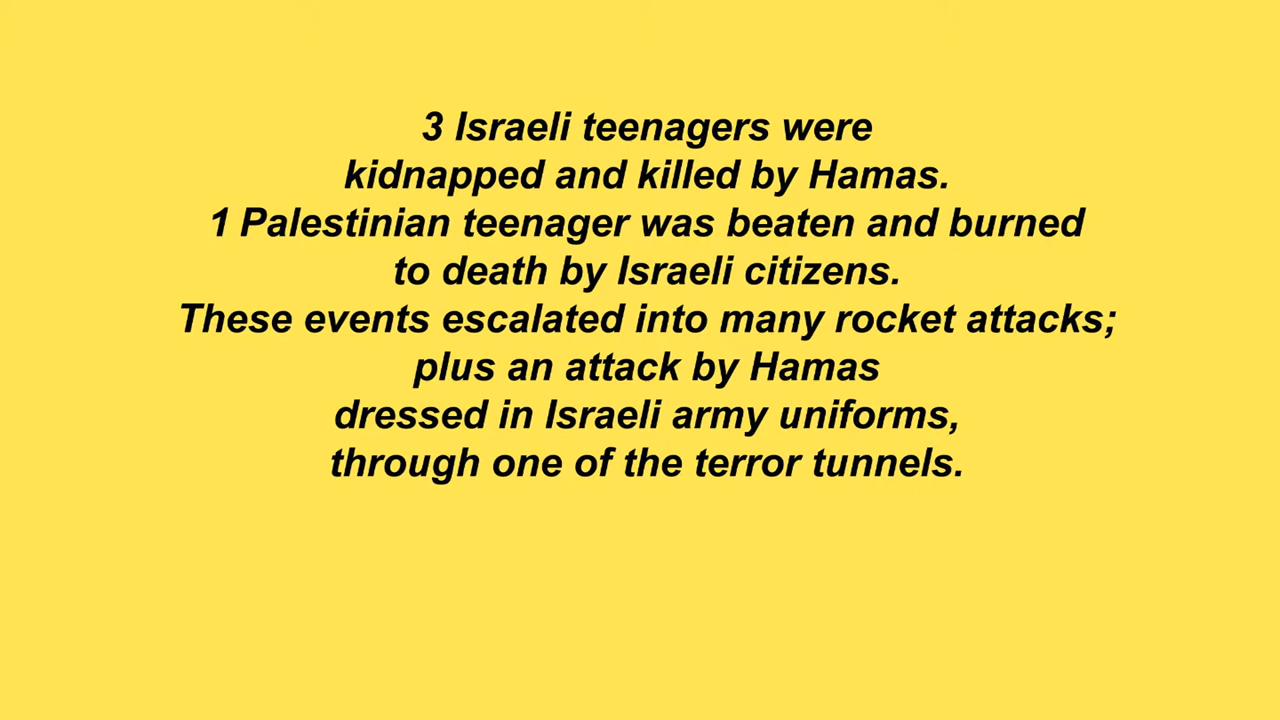 3 Israeli teenagers were
kidnapped and killed by Hamas.
1 Palestinian teenager was beaten and burned
to death by Israeli citizens.
These events escalated into many rocket attacks;
plus an attack by Hamas
dressed in Israeli army uniforms,
through one of the terror tunnels.